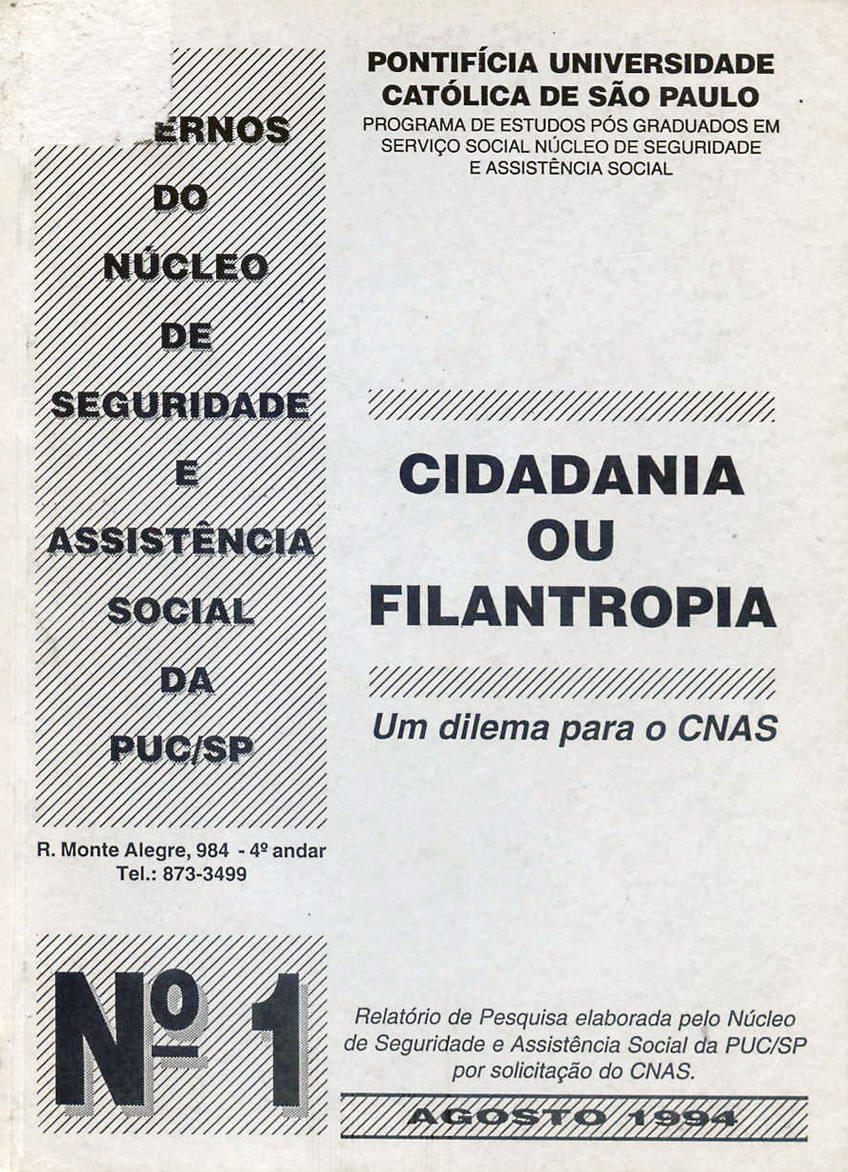 ERNOS
DO
NÚCLEO
DE
SEGURIDADE
E
ASSISTÊNCIA
SOCIAL
DA
PUC/SP
R. Monte Alegre, 984 - 4º andar
Tel.: 873-3499
Nº 1
PONTIFÍCIA UNIVERSIDADE
CATÓLICA DE SÃO PAULO
PROGRAMA DE ESTUDOS PÓS GRADUADOS EM
SERVIÇO SOCIAL NÚCLEO DE SEGURIDADE
E ASSISTÊNCIA SOCIAL
CIDADANIA
OU
FILANTROPIA
Um dilema para o CNAS
Relatório de Pesquisa elaborada pelo Núcleo
de Seguridade e Assistência Social da PUC/SP
por solicitação do CNAS.
AGOSTO 1994